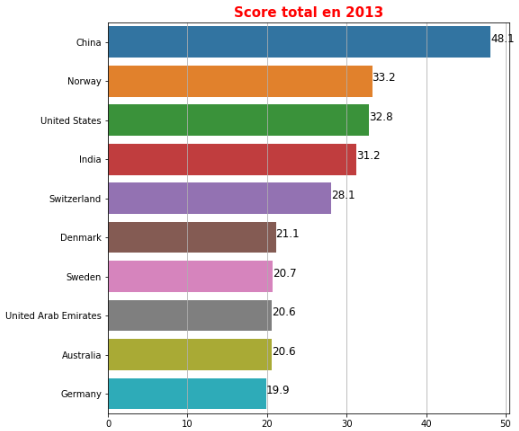 Score total en 2013
China 48.1
Norway 33.2
United States 32.8
India 31.2
Switzerland 28.1
Denmark 21.1
Sweden 20.7
United Arab Emirates 20.6
Australia 20.6
Germany 19.9
0 10 20 30 40 50